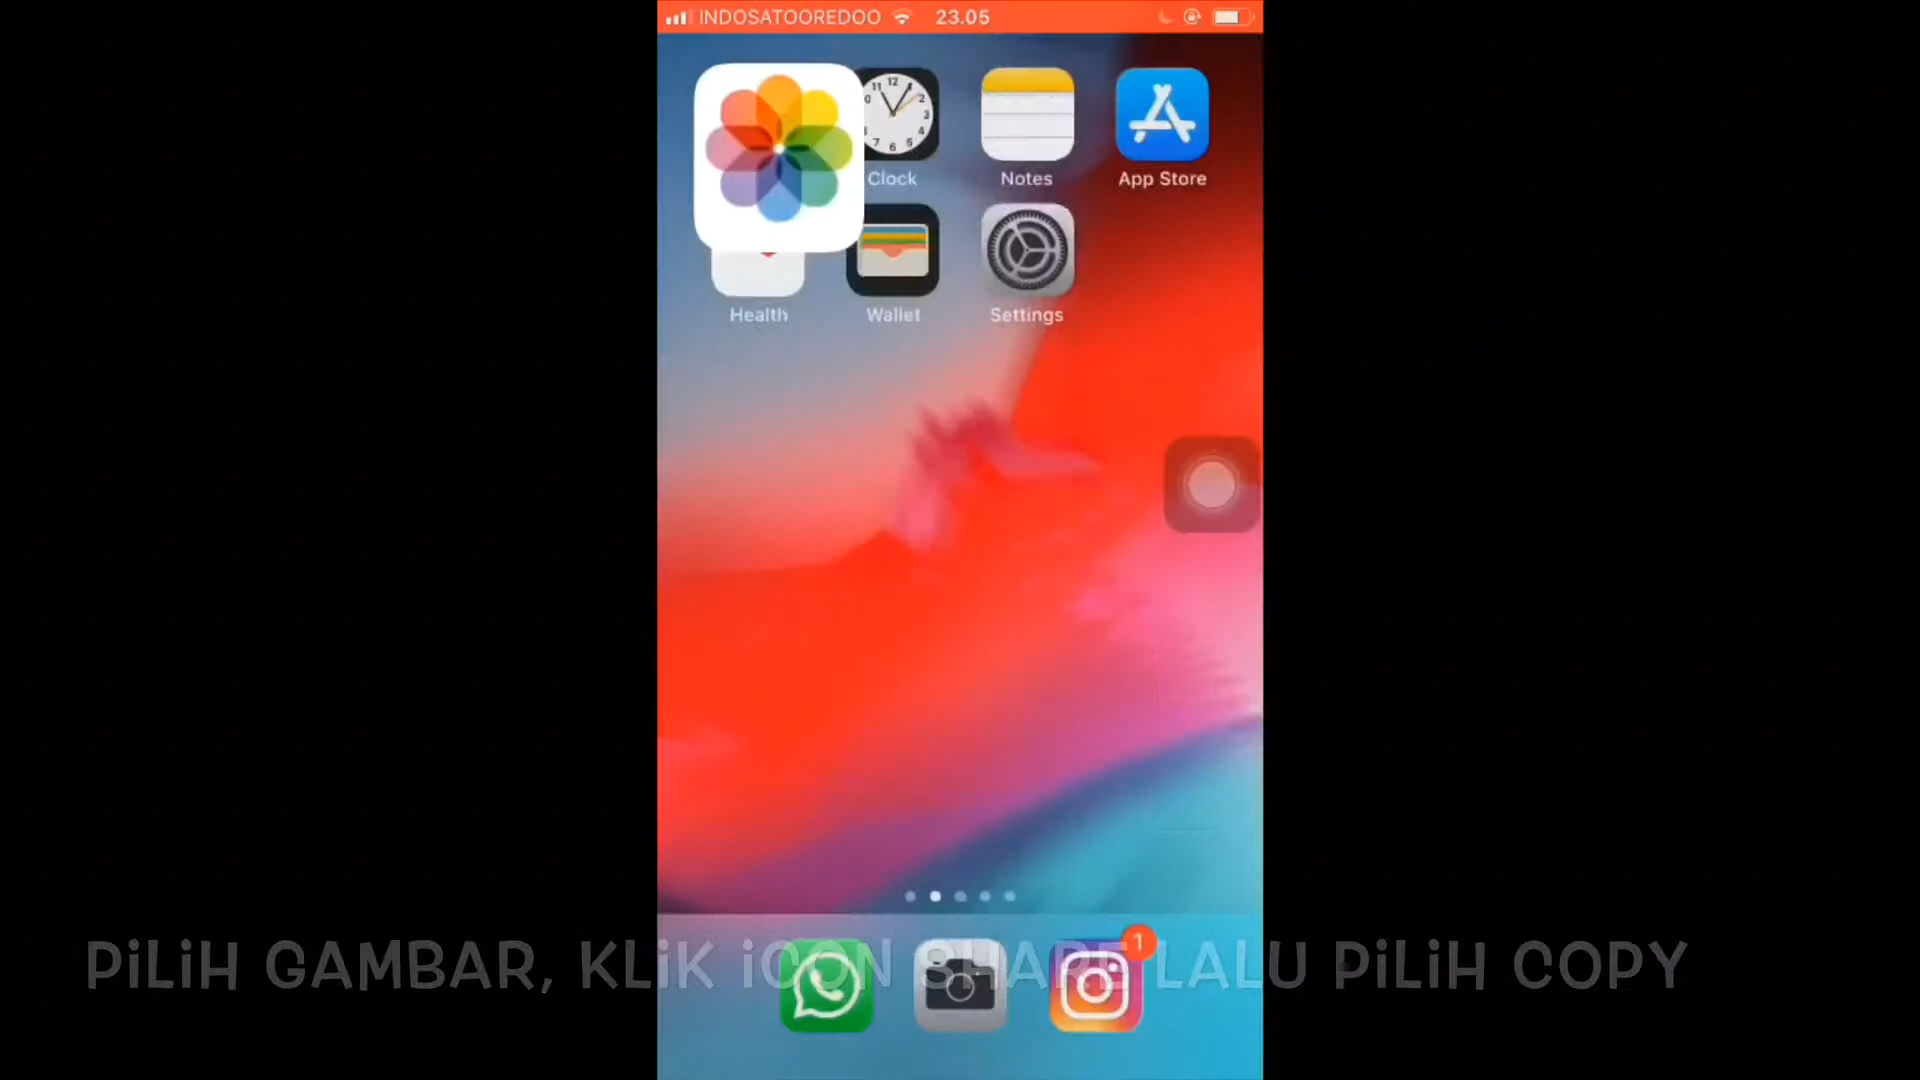 INDOSATOOREDOO 23.05
Clock
Notes
App Store
Health
Wallet
Settings
1
PiLiH GAMBAR, KLiK iCON SHARE LALU PiLiH COPY